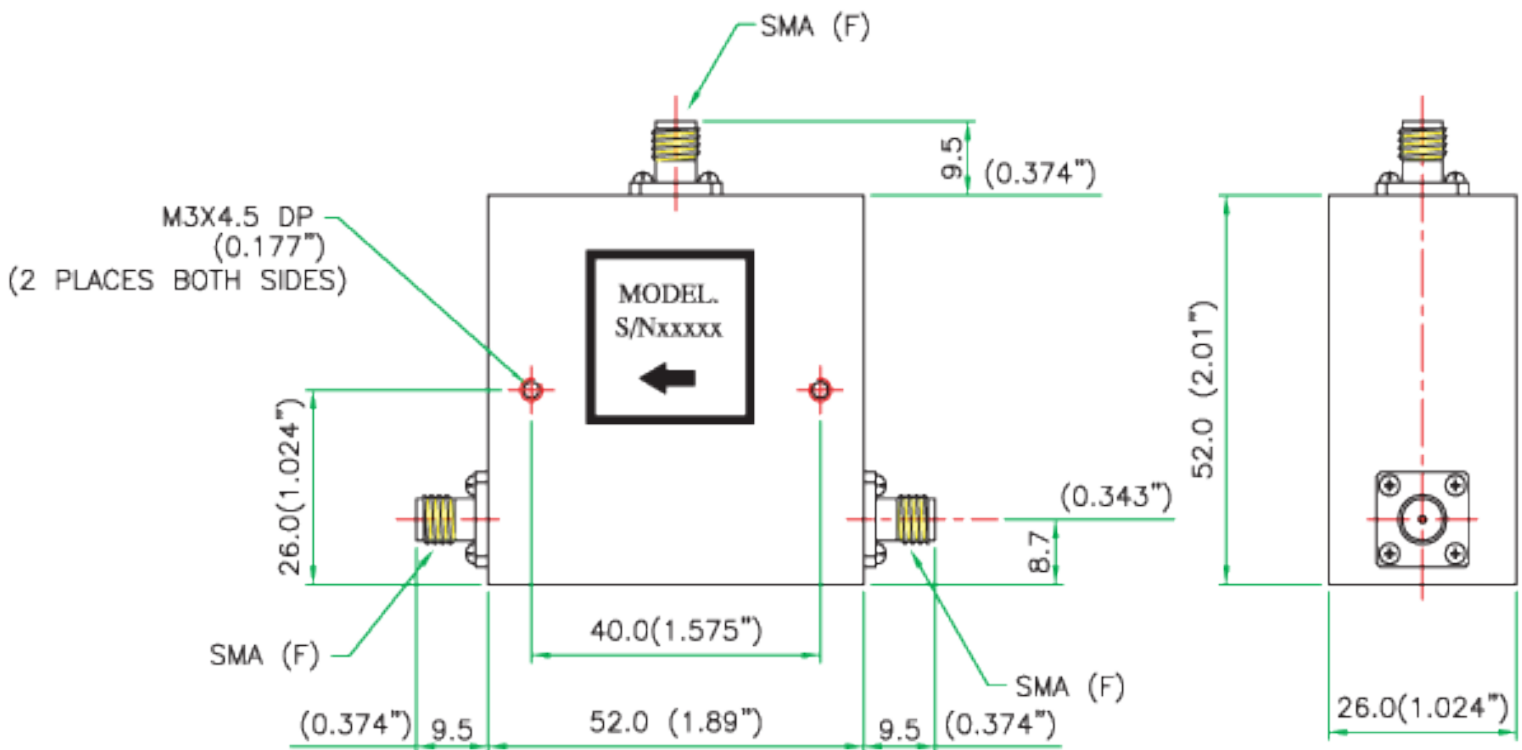 SMA (F)
9.5
(0.374")
M3X4.5 DP
(0.177")
(2 PLACES BOTH SIDES)
MODEL.
S/Nxxxxx
26.0(1.024")
52.0 (2.01")
(0.343")
8.7
40.0(1.575")
SMA (F)
SMA (F)
(0.374") 9.5
52.0 (1.89")
9.5 (0.374")
26.0(1.024")